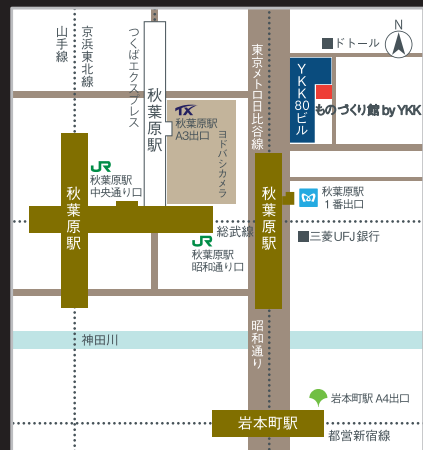 N
山手線
京浜東北線
つくばエクスプレス
秋葉原駅
東京メトロ日比谷線
ドトール
YKK80ビル
ものづくり館 by YKK
TX
秋葉原駅
A3出口
ヨドバシカメラ
JR
秋葉原駅
中央通り口
秋葉原駅
秋葉原駅
秋葉原駅
1番出口
総武線
三菱UFJ銀行
JR
秋葉原駅
昭和通り口
昭和通り
神田川
岩本町駅 A4出口
岩本町駅
都営新宿線